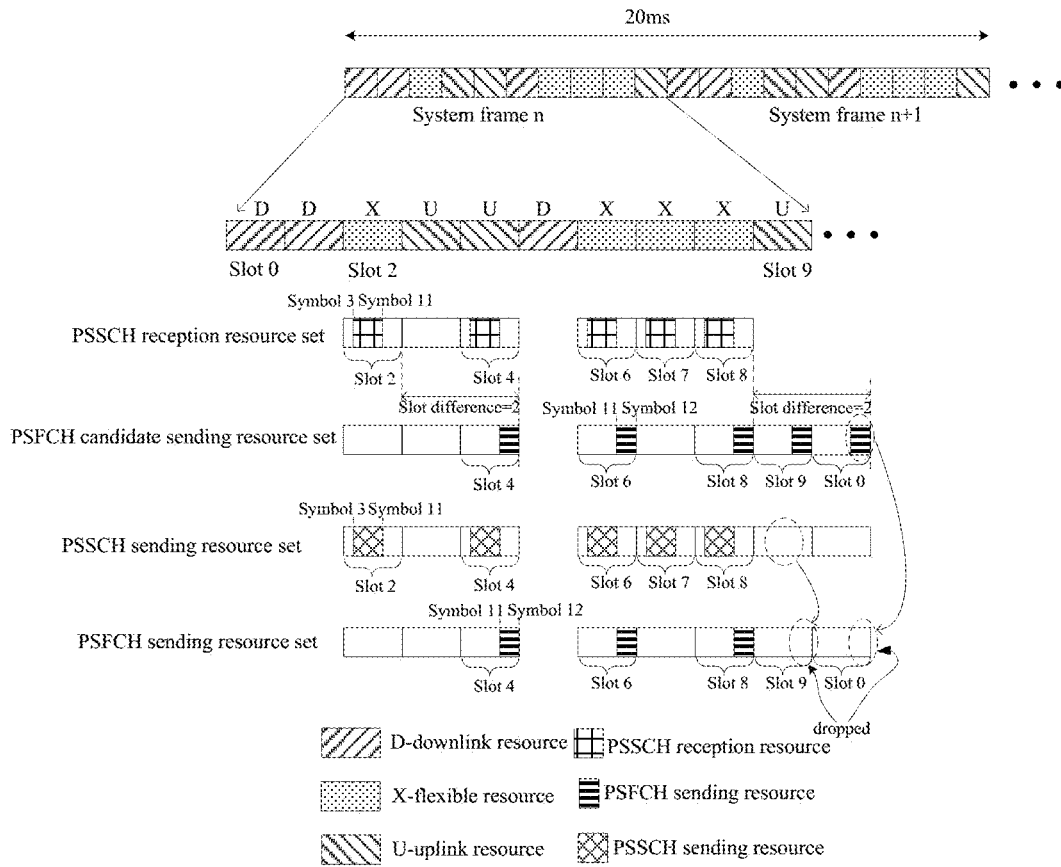 20ms
System frame n System frame n+1
D D X U U D X X X U
Slot 0 Slot 2 Slot 9
Symbol 3 Symbol 11
PSSCH reception resource set
Slot 2 Slot 4 Slot 6 Slot 7 Slot 8
Slot difference=2 Symbol 11 Symbol 12 Slot difference=2
PSFCH candidate sending resource set
Slot 4 Slot 6 Slot 8 Slot 9 Slot 0
Symbol 3 Symbol 11
PSSCH sending resource set
Slot 2 Slot 4 Slot 6 Slot 7 Slot 8
Symbol 11 Symbol 12
PSFCH sending resource set
Slot 4 Slot 6 Slot 8 Slot 9 Slot 0
dropped
D-downlink resource PSSCH reception resource
X-flexible resource PSFCH sending resource
U-uplink resource PSSCH sending resource